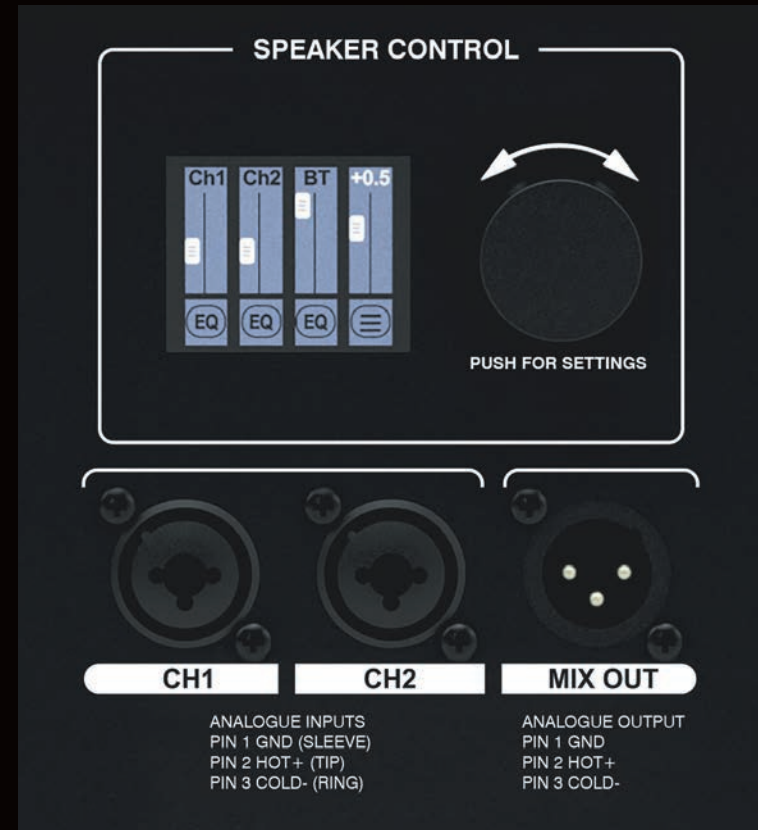 SPEAKER CONTROL
Ch1 Ch2 BT +0.5
EQ EQ EQ
PUSH FOR SETTINGS
CH1 CH2 MIX OUT
ANALOGUE INPUTS
PIN 1 GND (SLEEVE)
PIN 2 HOT+ (TIP)
PIN 3 COLD- (RING)
ANALOGUE OUTPUT
PIN 1 GND
PIN 2 HOT+
PIN 3 COLD-